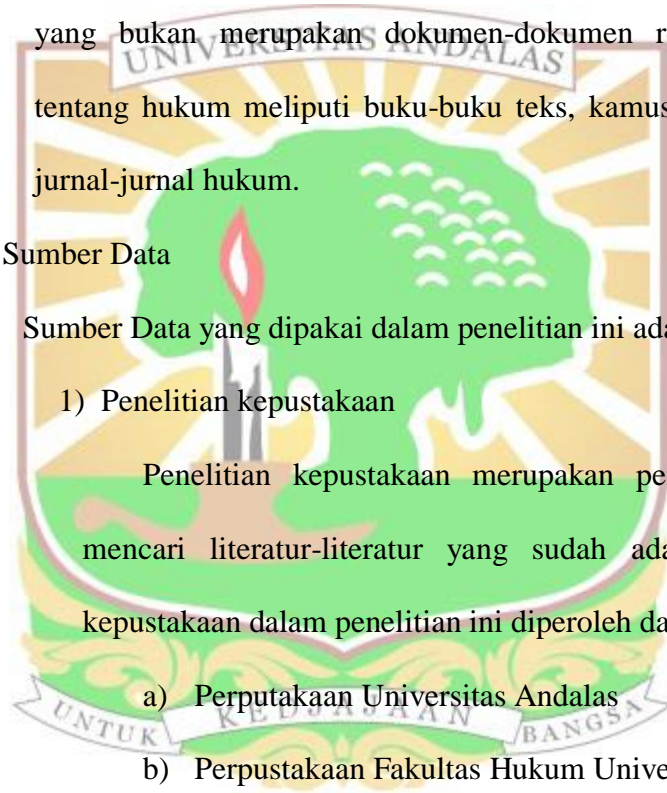 yang bukan merupakan dokumen-dokumen r
UNIVERSITAS ANDALAS
tentang hukum meliputi buku-buku teks, kamus
jurnal-jurnal hukum.
Sumber Data
Sumber Data yang dipakai dalam penelitian ini ada
1) Penelitian kepustakaan
Penelitian kepustakaan merupakan pe
mencari literatur-literatur yang sudah ada
kepustakaan dalam penelitian ini diperoleh da
a) Perputakaan Universitas Andalas
UNTUK KEDJAJAAN BANGSA
b) Perpustakaan Fakultas Hukum Unive